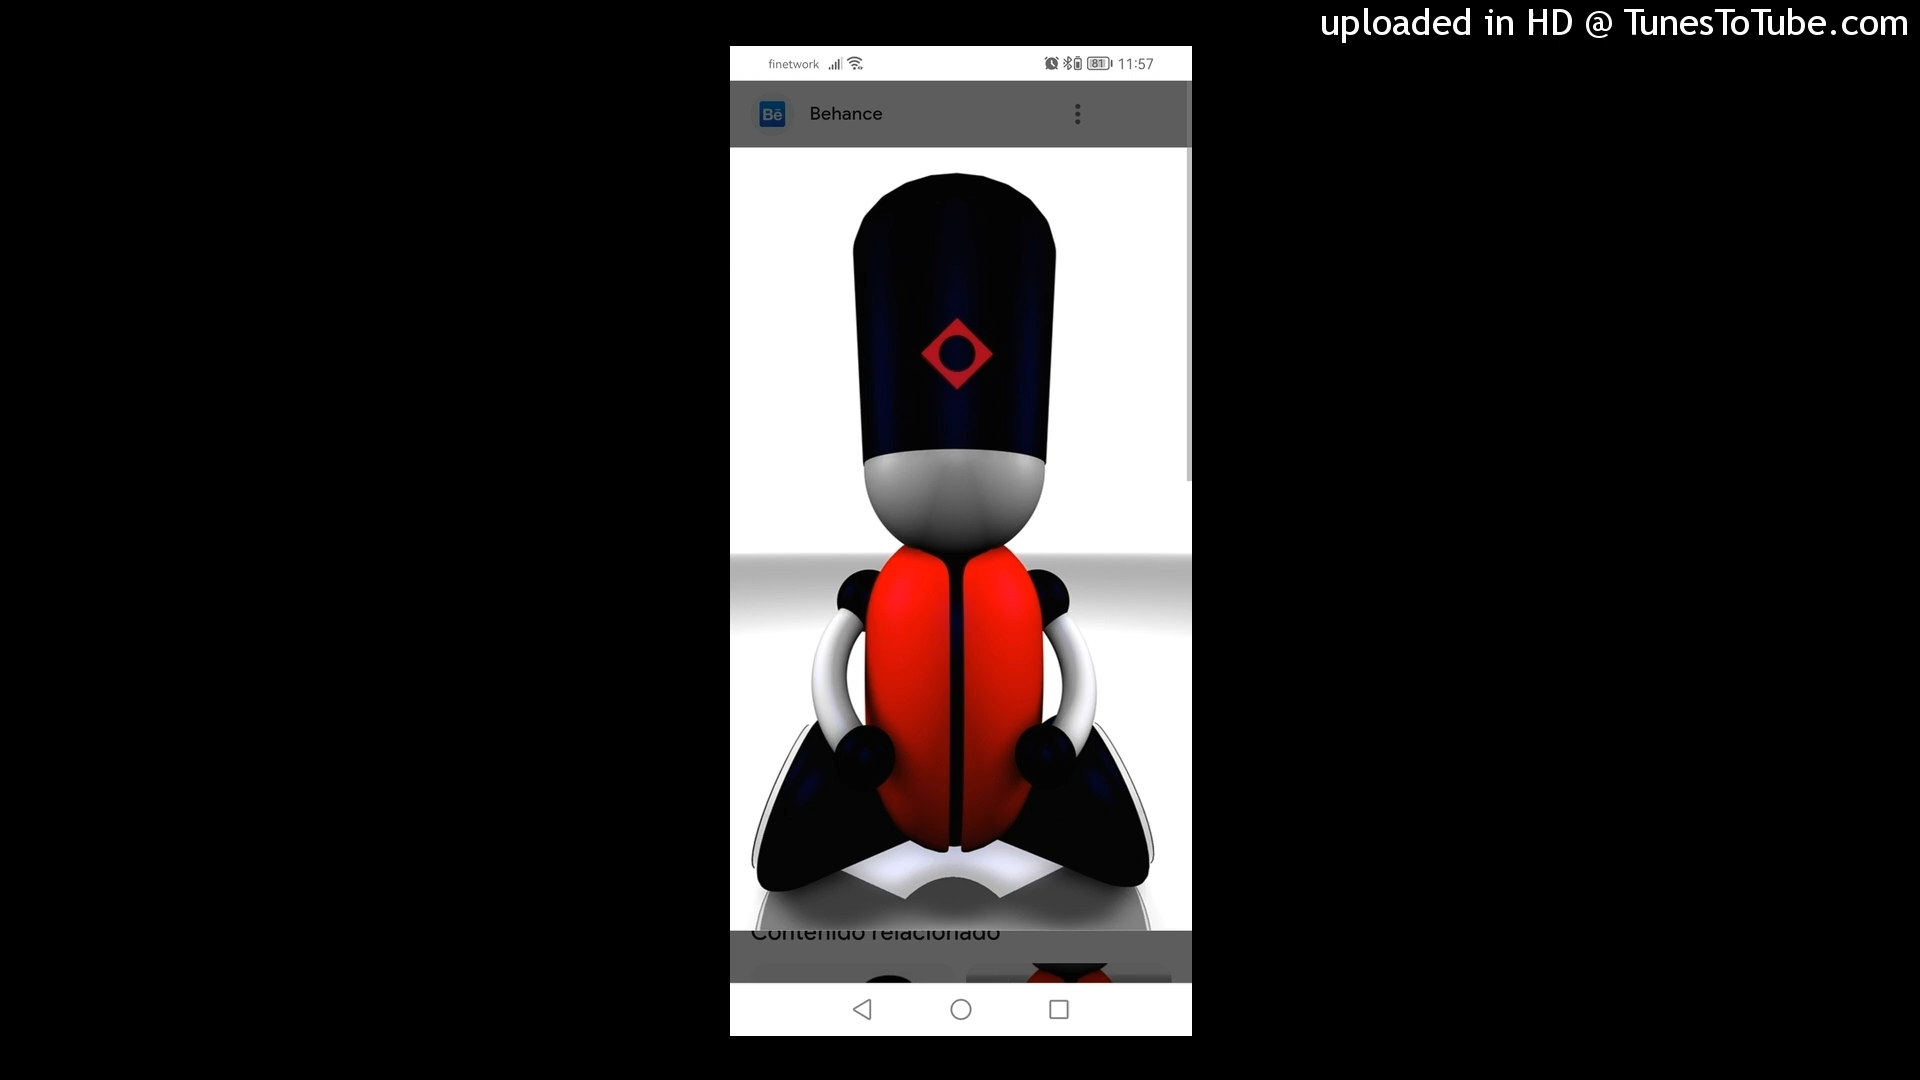 uploaded in HD @ TunesToTube.com
finetwork 81 11:57
Bē Behance
Contenido relacionado